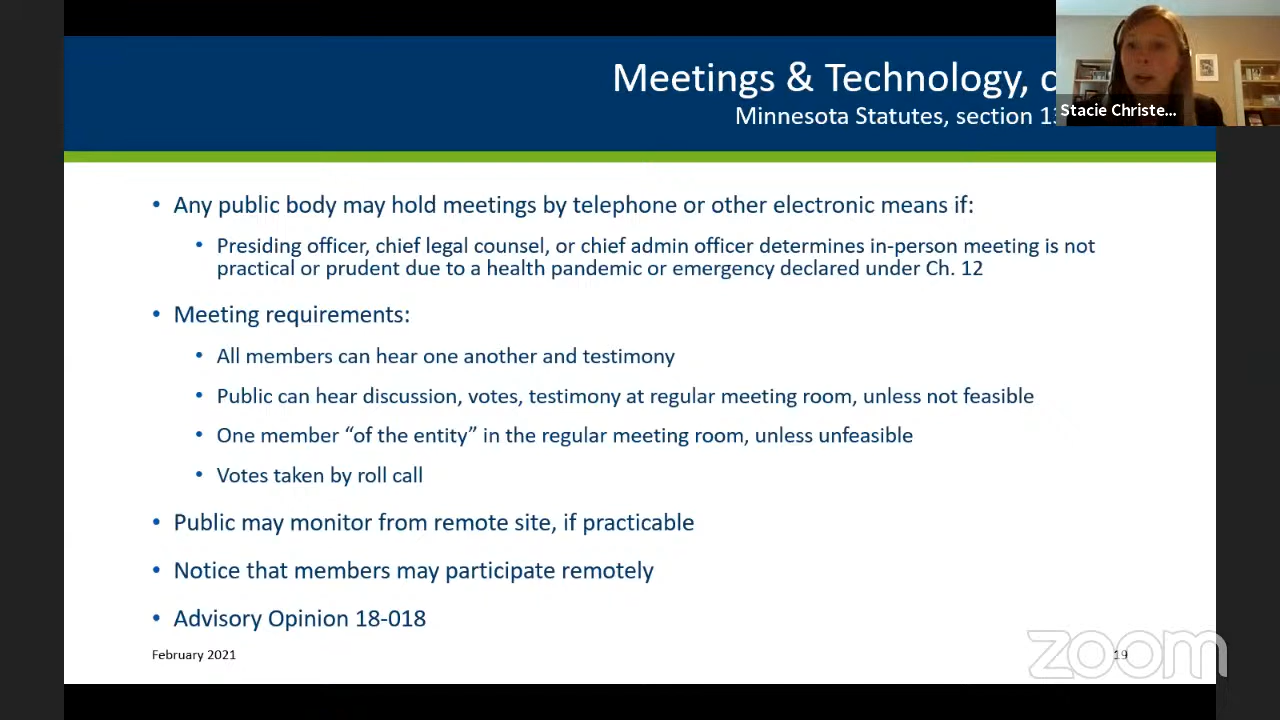 Meetings & Technology,
Minnesota Statutes, section
Stacie Christe...
• Any public body may hold meetings by telephone or other electronic means if:
• Presiding officer, chief legal counsel, or chief admin officer determines in-person meeting is not
practical or prudent due to a health pandemic or emergency declared under Ch. 12
• Meeting requirements:
• All members can hear one another and testimony
• Public can hear discussion, votes, testimony at regular meeting room, unless not feasible
• One member “of the entity” in the regular meeting room, unless unfeasible
• Votes taken by roll call
• Public may monitor from remote site, if practicable
• Notice that members may participate remotely
• Advisory Opinion 18-018
February 2021
19
zoom